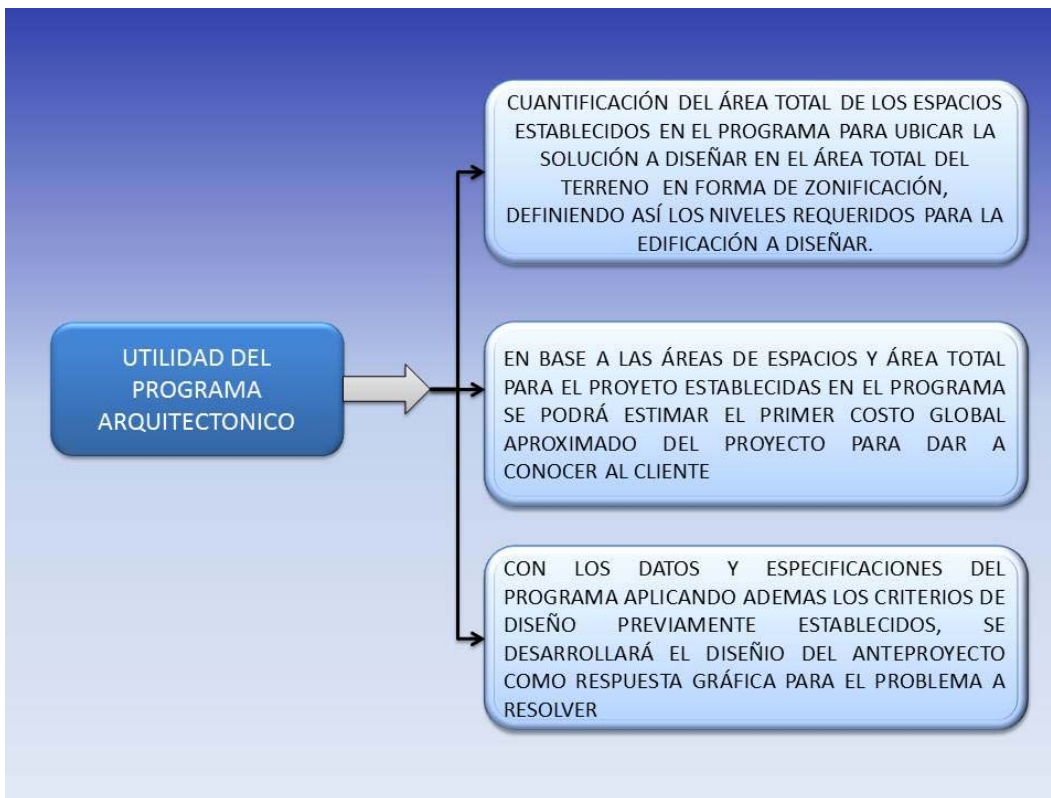 UTILIDAD DEL
PROGRAMA
ARQUITECTONICO
CUANTIFICACIÓN DEL ÁREA TOTAL DE LOS ESPACIOS
ESTABLECIDOS EN EL PROGRAMA PARA UBICAR LA
SOLUCIÓN A DISEÑAR EN EL ÁREA TOTAL DEL
TERRENO EN FORMA DE ZONIFICACIÓN,
DEFINIENDO ASÍ LOS NIVELES REQUERIDOS PARA LA
EDIFICACIÓN A DISEÑAR.
EN BASE A LAS ÁREAS DE ESPACIOS Y ÁREA TOTAL
PARA EL PROYETO ESTABLECIDAS EN EL PROGRAMA
SE PODRÁ ESTIMAR EL PRIMER COSTO GLOBAL
APROXIMADO DEL PROYECTO PARA DAR A
CONOCER AL CLIENTE
CON LOS DATOS Y ESPECIFICACIONES DEL
PROGRAMA APLICANDO ADEMAS LOS CRITERIOS DE
DISEÑO PREVIAMENTE ESTABLECIDOS, SE
DESARROLLARÁ EL DISEÑIO DEL ANTEPROYECTO
COMO RESPUESTA GRÁFICA PARA EL PROBLEMA A
RESOLVER